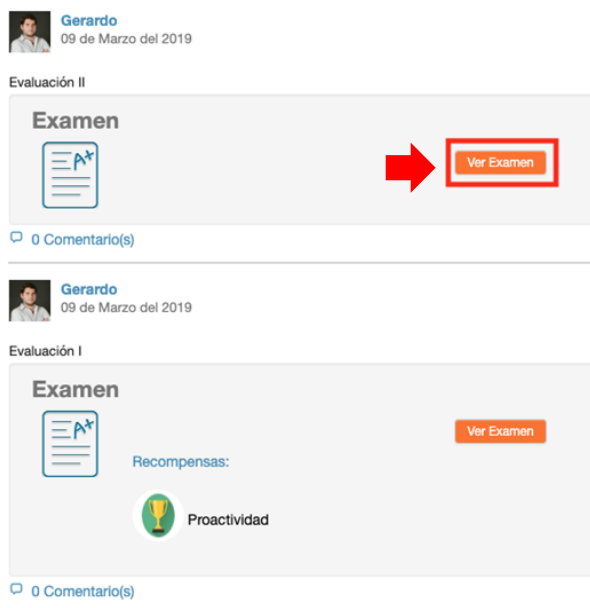 Gerardo
09 de Marzo del 2019
Evaluación II
Examen
A+
Ver Examen
0 Comentario(s)
Gerardo
09 de Marzo del 2019
Evaluación I
Examen
A+
Ver Examen
Recompensas:
Proactividad
0 Comentario(s)